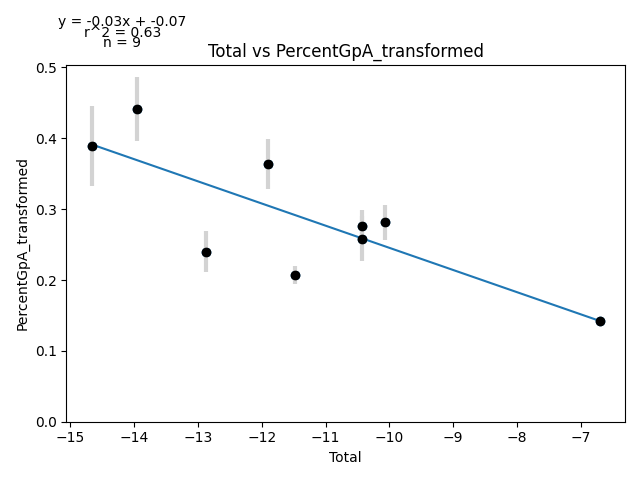 y = -0.03x + -0.07
r^2 = 0.63
n = 9
Total vs PercentGpA_transformed
PercentGpA_transformed
0.5
0.4
0.3
0.2
0.1
0.0
−15
−14
−13
−12
−11
−10
−9
−8
−7
Total